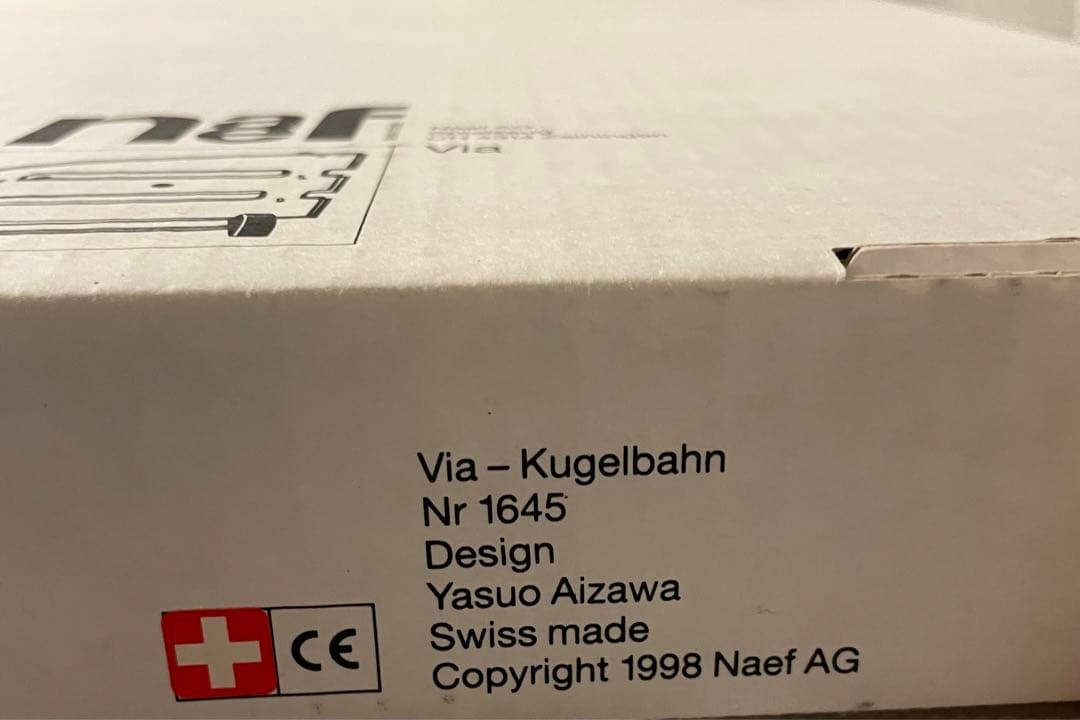 naef
Via
Via – Kugelbahn
Nr 1645
Design
Yasuo Aizawa
Swiss made
Copyright 1998 Naef AG
CE